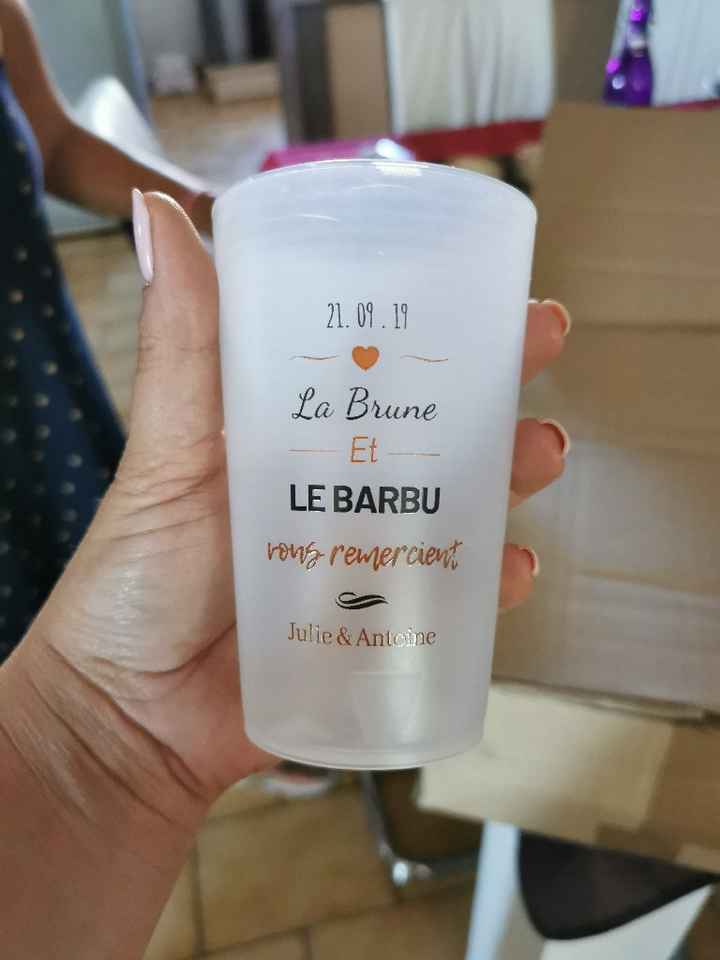 21.09.19
La Brune
Et
LE BARBU
vous remercient
Julie & Antoine